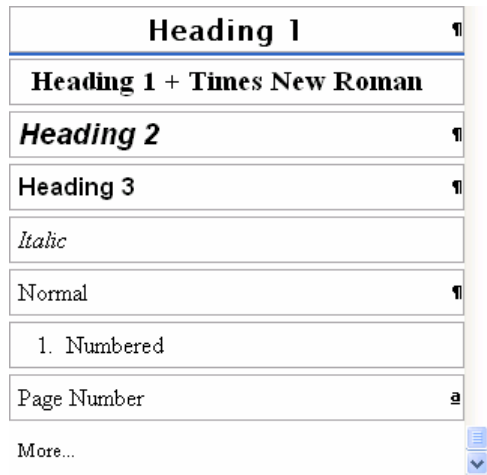 Heading 1 ¶
Heading 1 + Times New Roman
Heading 2 ¶
Heading 3 ¶
Italic
Normal ¶
1. Numbered
Page Number a
More...